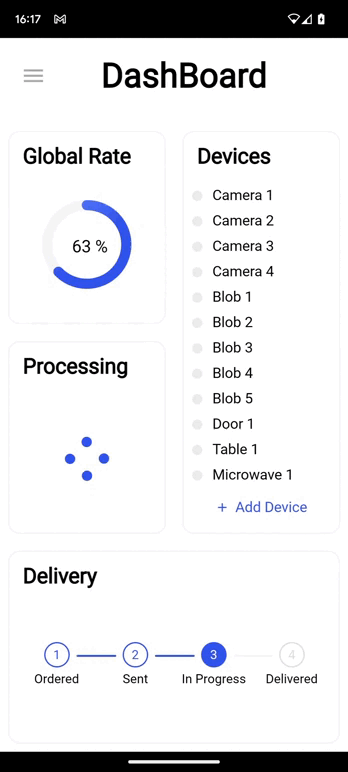 16:17
DashBoard
Global Rate
63 %
Processing
Devices
Camera 1
Camera 2
Camera 3
Camera 4
Blob 1
Blob 2
Blob 3
Blob 4
Blob 5
Door 1
Table 1
Microwave 1
+ Add Device
Delivery
1 2 3 4
Ordered Sent In Progress Delivered